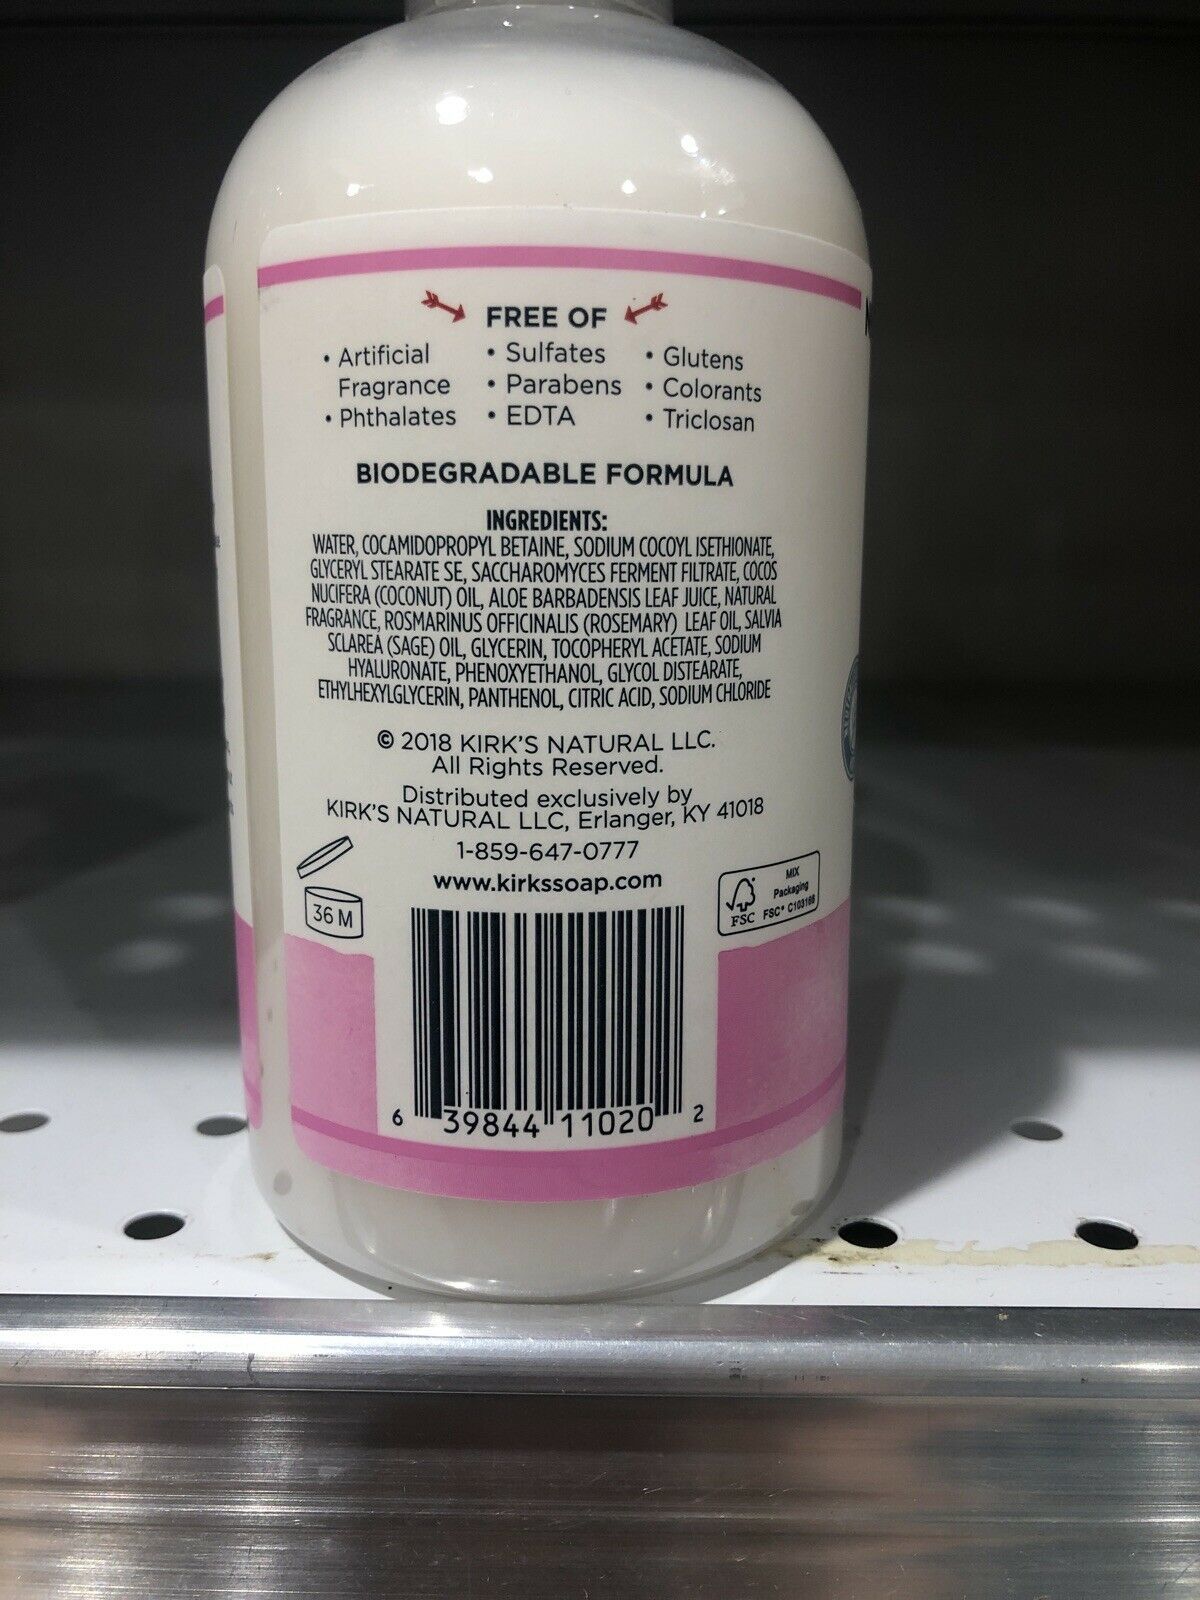 FREE OF
• Artificial Fragrance
• Phthalates
• Sulfates
• Parabens
• EDTA
• Glutens
• Colorants
• Triclosan
BIODEGRADABLE FORMULA
INGREDIENTS:
WATER, COCAMIDOPROPYL BETAINE, SODIUM COCOYL ISETHIONATE,
GLYCERYL STEARATE SE, SACCHAROMYCES FERMENT FILTRATE, COCOS
NUCIFERA (COCONUT) OIL, ALOE BARBADENSIS LEAF JUICE, NATURAL
FRAGRANCE, ROSMARINUS OFFICINALIS (ROSEMARY) LEAF OIL, SALVIA
SCLAREA (SAGE) OIL, GLYCERIN, TOCOPHERYL ACETATE, SODIUM
HYALURONATE, PHENOXYETHANOL, GLYCOL DISTEARATE,
ETHYLHEXYLGLYCERIN, PANTHENOL, CITRIC ACID, SODIUM CHLORIDE
© 2018 KIRK'S NATURAL LLC.
All Rights Reserved.
Distributed exclusively by
KIRK'S NATURAL LLC, Erlanger, KY 41018
1-859-647-0777
www.kirkssoap.com
36 M
MIX
Packaging
FSC FSC® C103168
6 39844 11020 2